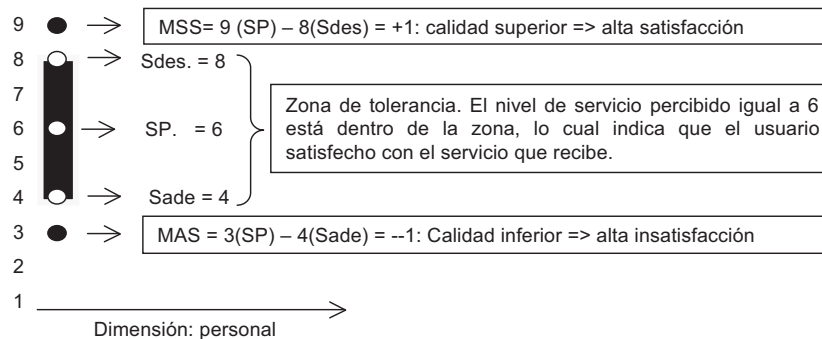 9 MSS= 9 (SP) – 8(Sdes) = +1: calidad superior => alta satisfacción
8 Sdes. = 8
7
Zona de tolerancia. El nivel de servicio percibido igual a 6
6 SP. = 6
está dentro de la zona, lo cual indica que el usuario
satisfecho con el servicio que recibe.
5
4 Sade = 4
3 MAS = 3(SP) – 4(Sade) = --1: Calidad inferior => alta insatisfacción
2
1
Dimensión: personal